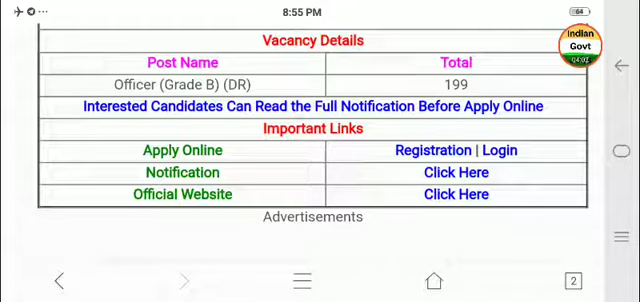 8:55 PM
64
Indian
Govt
04:02
Vacancy Details
Post Name Total
Officer (Grade B) (DR) 199
Interested Candidates Can Read the Full Notification Before Apply Online
Important Links
Apply Online Registration | Login
Notification Click Here
Official Website Click Here
Advertisements
2